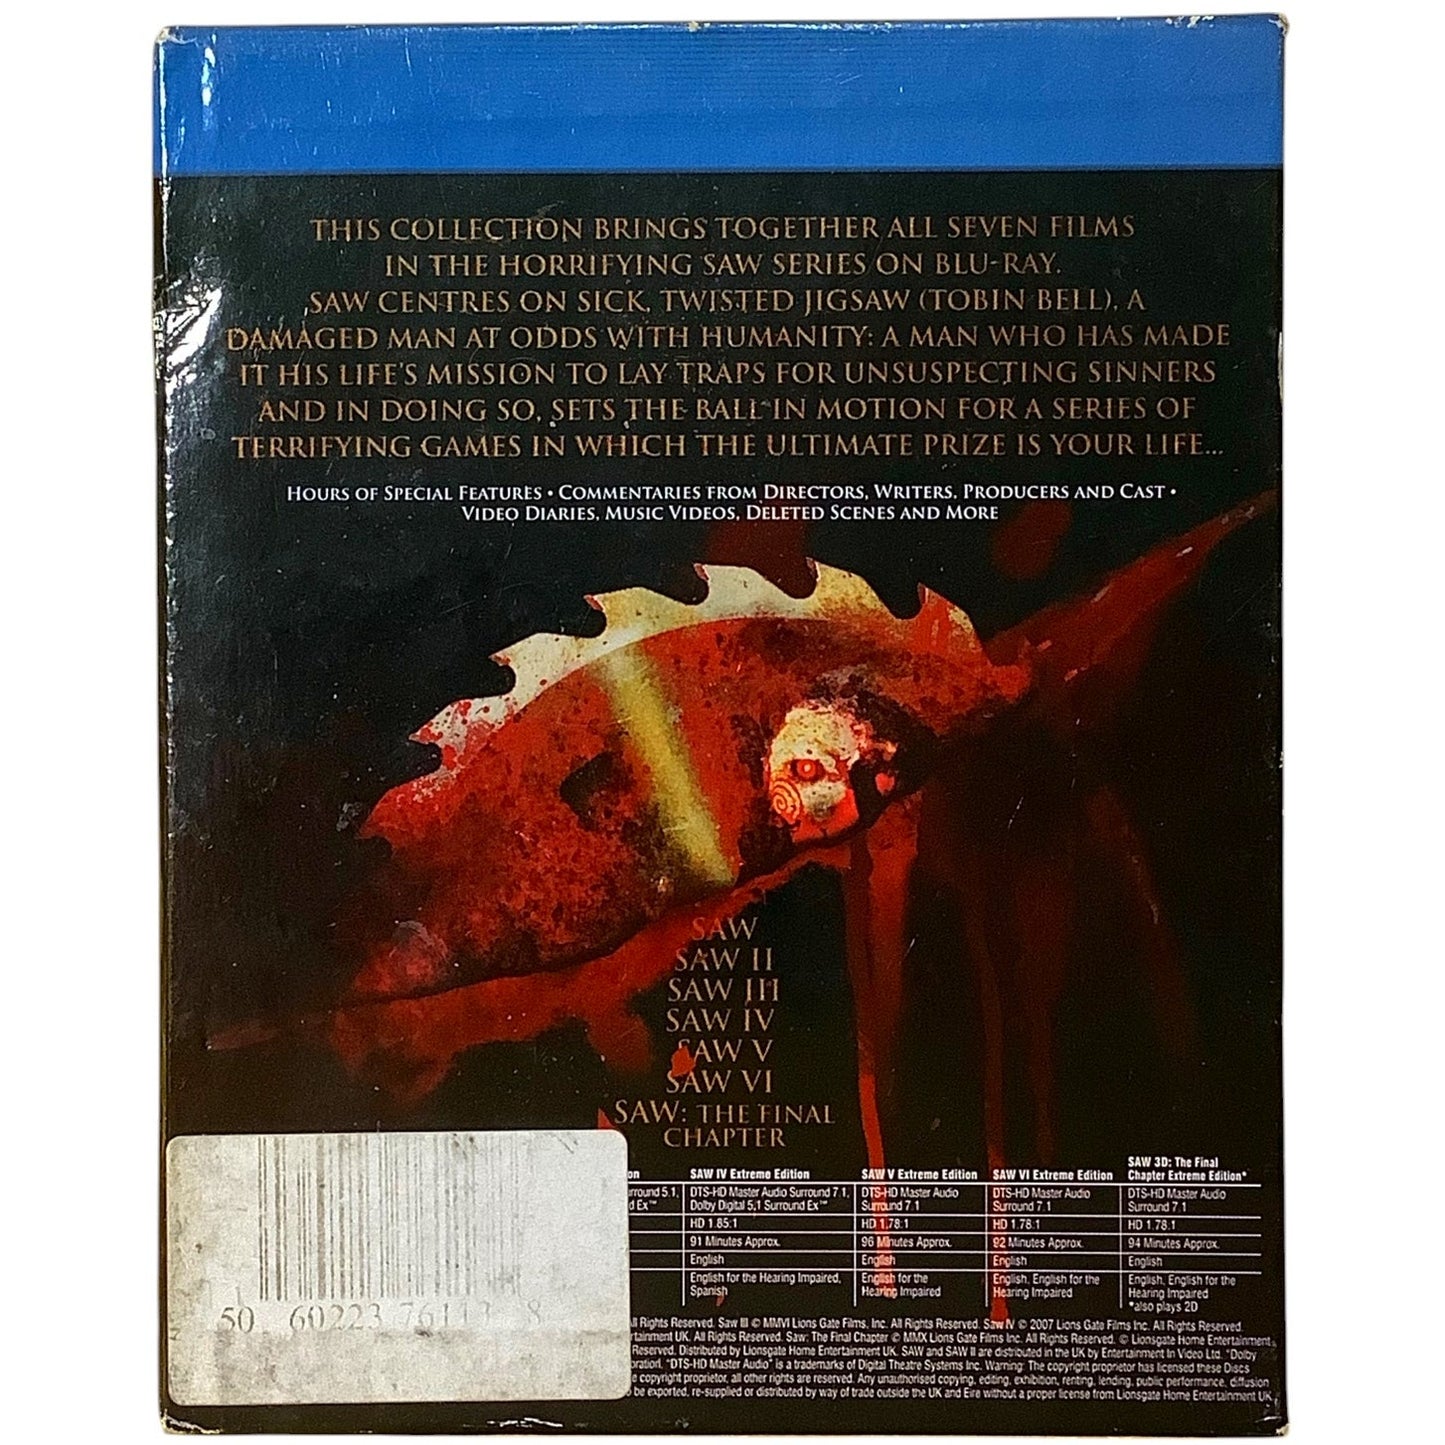 THIS COLLECTION BRINGS TOGETHER ALL SEVEN FILMS
IN THE HORRIFYING SAW SERIES ON BLU-RAY.
SAW CENTRES ON SICK, TWISTED JIGSAW (TOBIN BELL), A
DAMAGED MAN AT ODDS WITH HUMANITY: A MAN WHO HAS MADE
IT HIS LIFE'S MISSION TO LAY TRAPS FOR UNSUSPECTING SINNERS
AND IN DOING SO, SETS THE BALL IN MOTION FOR A SERIES OF
TERRIFYING GAMES IN WHICH THE ULTIMATE PRIZE IS YOUR LIFE...
HOURS OF SPECIAL FEATURES • COMMENTARIES FROM DIRECTORS, WRITERS, PRODUCERS AND CAST •
VIDEO DIARIES, MUSIC VIDEOS, DELETED SCENES AND MORE
SAW
SAW II
SAW III
SAW IV
SAW V
SAW VI
SAW: THE FINAL
CHAPTER
SAW IV Extreme Edition
DTS-HD Master Audio Surround 7.1,
Dolby Digital 5.1 Surround Ex™
HD 1.85:1
91 Minutes Approx.
English
English for the Hearing Impaired,
Spanish
SAW V Extreme Edition
DTS-HD Master Audio
Surround 7.1
HD 1.78:1
96 Minutes Approx.
English
English for the
Hearing Impaired
SAW VI Extreme Edition
DTS-HD Master Audio
Surround 7.1
HD 1.78:1
92 Minutes Approx.
English
English, English for the
Hearing Impaired
SAW 3D: The Final
Chapter Extreme Edition*
DTS-HD Master Audio
Surround 7.1
HD 1.78:1
94 Minutes Approx.
English
English, English for the
Hearing Impaired
*also plays 2D
All Rights Reserved. Saw III © MMVI Lions Gate Films, Inc. All Rights Reserved. Saw IV © 2007 Lions Gate Films Inc. All Rights Reserved.
UK. All Rights Reserved. Saw: The Final Chapter © MMX Lions Gate Films Inc. All Rights Reserved. © Lionsgate Home Entertainment
Reserved. Distributed by Lionsgate Home Entertainment UK. SAW and SAW II are distributed in the UK by Entertainment In Video Ltd. "Dolby
"DTS-HD Master Audio" is a trademarks of Digital Theatre Systems Inc. Warning: The copyright proprietor has licensed these Discs
copyright proprietor, all other rights are reserved. Any unauthorised copying, editing, exhibition, renting, lending, public performance, diffusion
be exported, re-supplied or distributed by way of trade outside the UK and Eire without a proper license from Lionsgate Home Entertainment UK